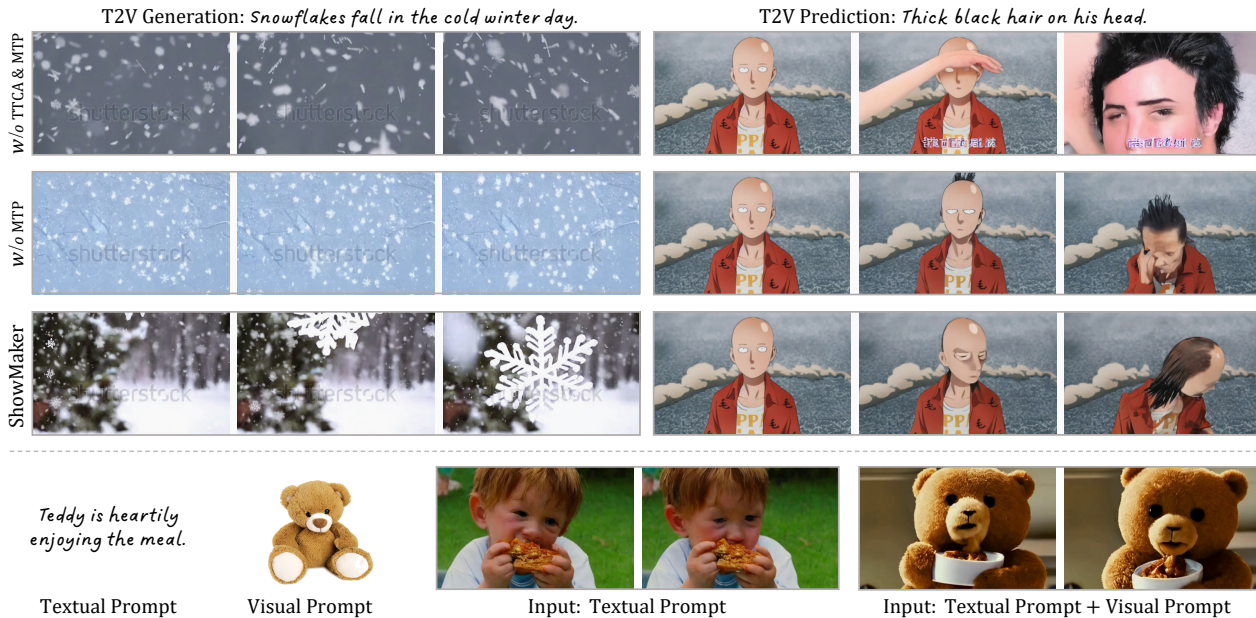 T2V Generation: Snowflakes fall in the cold winter day.
T2V Prediction: Thick black hair on his head.
w/o TTCA & MTP
shutterstock
shutterstock
shutterstock
PP
PP
w/o MTP
shutterstock
shutterstock
shutterstock
PP
PP
ShowMaker
shutterstock
shutterstock
shutterstock
PP
PP
Teddy is heartily
enjoying the meal.
Textual Prompt
Visual Prompt
Input: Textual Prompt
Input: Textual Prompt + Visual Prompt